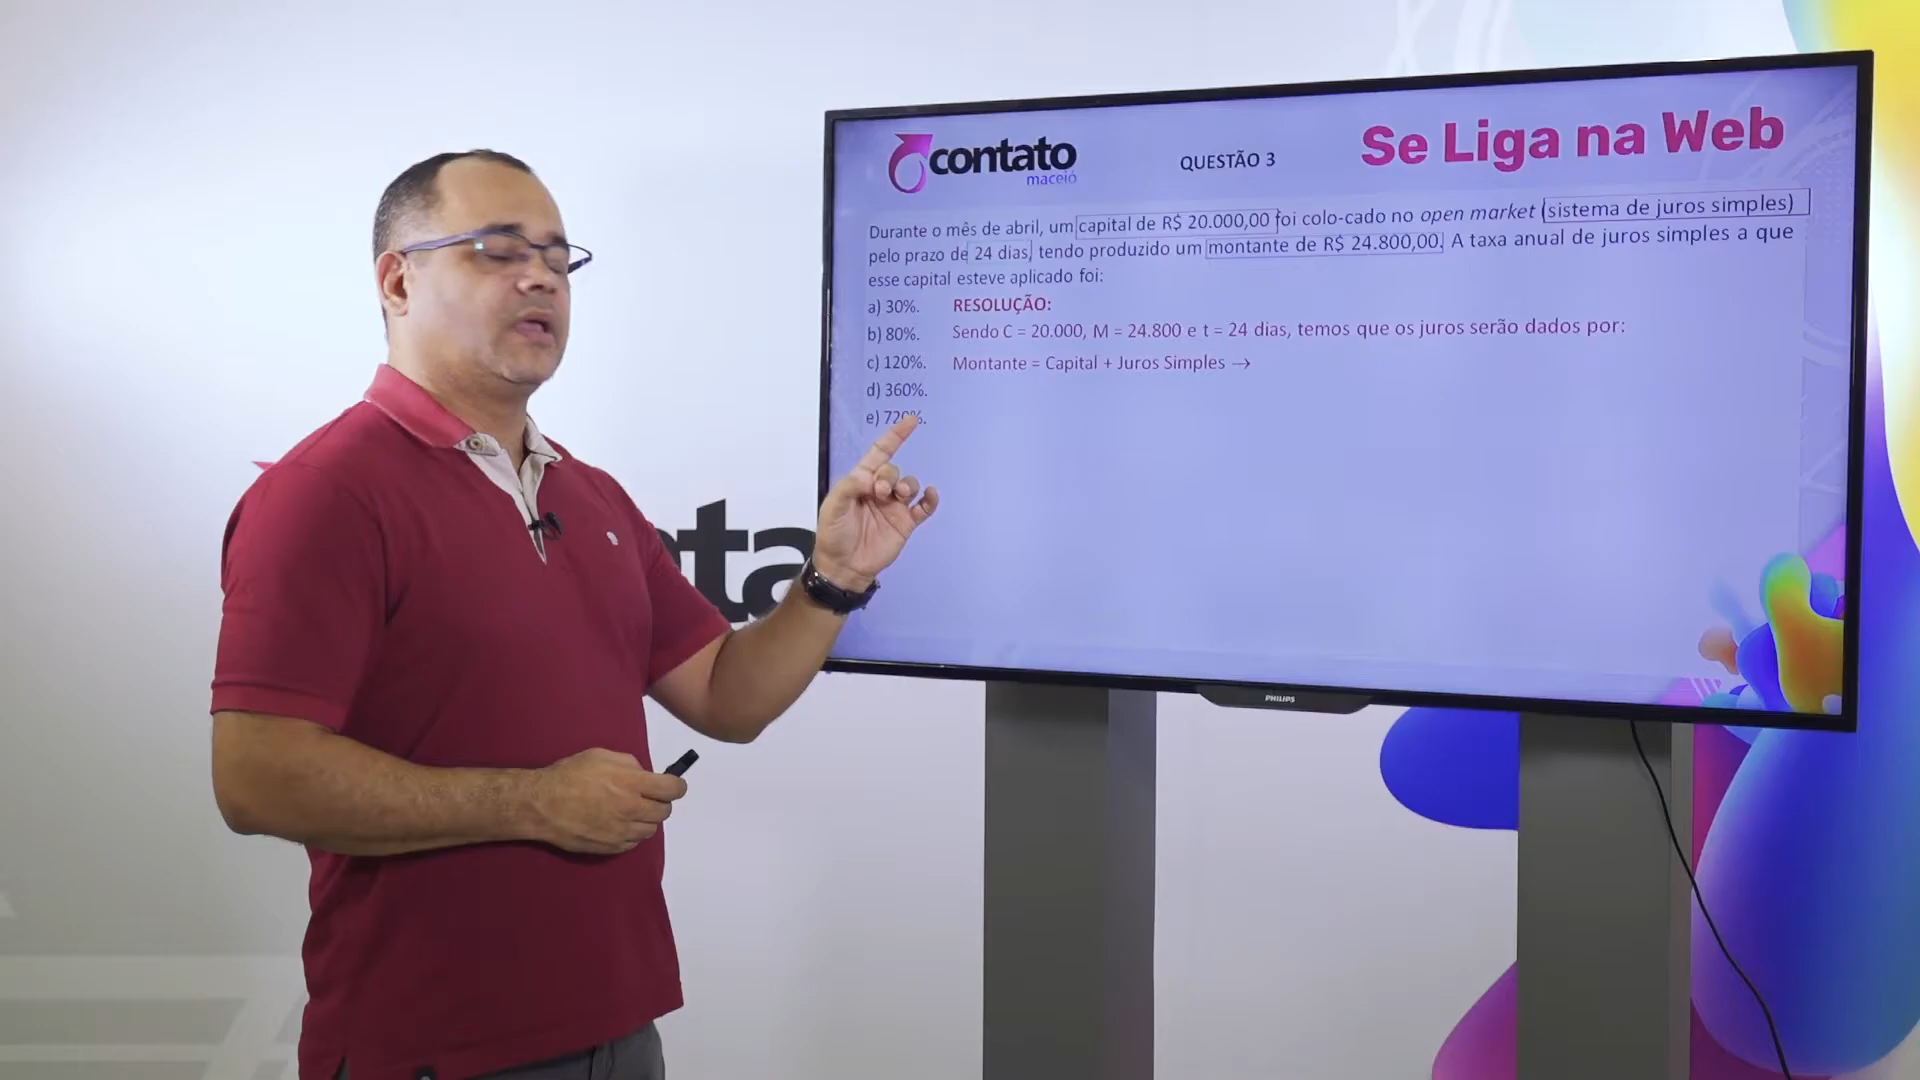 contato
maceió
QUESTÃO 3
Se Liga na Web
Durante o mês de abril, um capital de R$ 20.000,00 foi colo-cado no open market (sistema de juros simples)
pelo prazo de 24 dias, tendo produzido um montante de R$ 24.800,00. A taxa anual de juros simples a que
esse capital esteve aplicado foi:
a) 30%.
RESOLUÇÃO:
b) 80%.
Sendo C = 20.000, M = 24.800 e t = 24 dias, temos que os juros serão dados por:
c) 120%.
Montante = Capital + Juros Simples →
d) 360%.
e) 720%.
PHILIPS